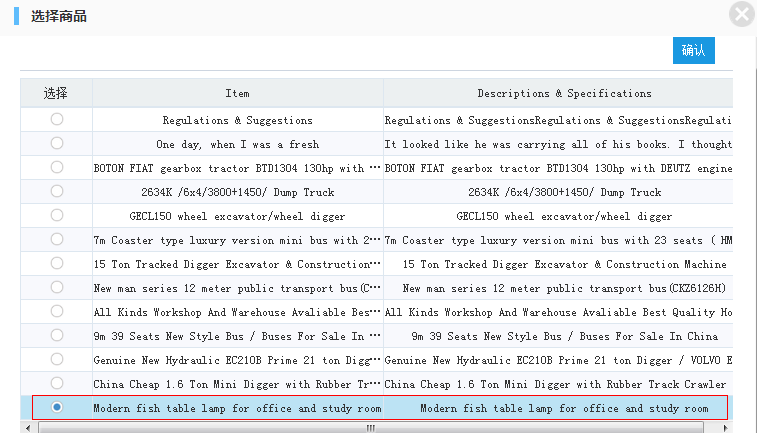 选择商品
确认
选择 Item Descriptions & Specifications
Regulations & Suggestions Regulations & SuggestionsRegulations & SuggestionsRegulati
One day, when I was a fresh It looked like he was carrying all of his books. I thought
BOTON FIAT gearbox tractor BTD1304 130hp with ··· BOTON FIAT gearbox tractor BTD1304 130hp with DEUTZ engine
2634K /6x4/3800+1450/ Dump Truck 2634K /6x4/3800+1450/ Dump Truck
GECL150 wheel excavator/wheel digger GECL150 wheel excavator/wheel digger
7m Coaster type luxury version mini bus with 2··· 7m Coaster type luxury version mini bus with 23 seats ( HM
15 Ton Tracked Digger Excavator & Construction··· 15 Ton Tracked Digger Excavator & Construction Machine
New man series 12 meter public transport bus(C··· New man series 12 meter public transport bus(CKZ6126H)
All Kinds Workshop And Warehouse Avaliable Bes··· All Kinds Workshop And Warehouse Avaliable Best Quality Ho
9m 39 Seats New Style Bus / Buses For Sale In ··· 9m 39 Seats New Style Bus / Buses For Sale In China
Genuine New Hydraulic EC210B Prime 21 ton Digg··· Genuine New Hydraulic EC210B Prime 21 ton Digger / VOLVO E
China Cheap 1.6 Ton Mini Digger with Rubber Tr··· China Cheap 1.6 Ton Mini Digger with Rubber Track Crawler
Modern fish table lamp for office and study room Modern fish table lamp for office and study room